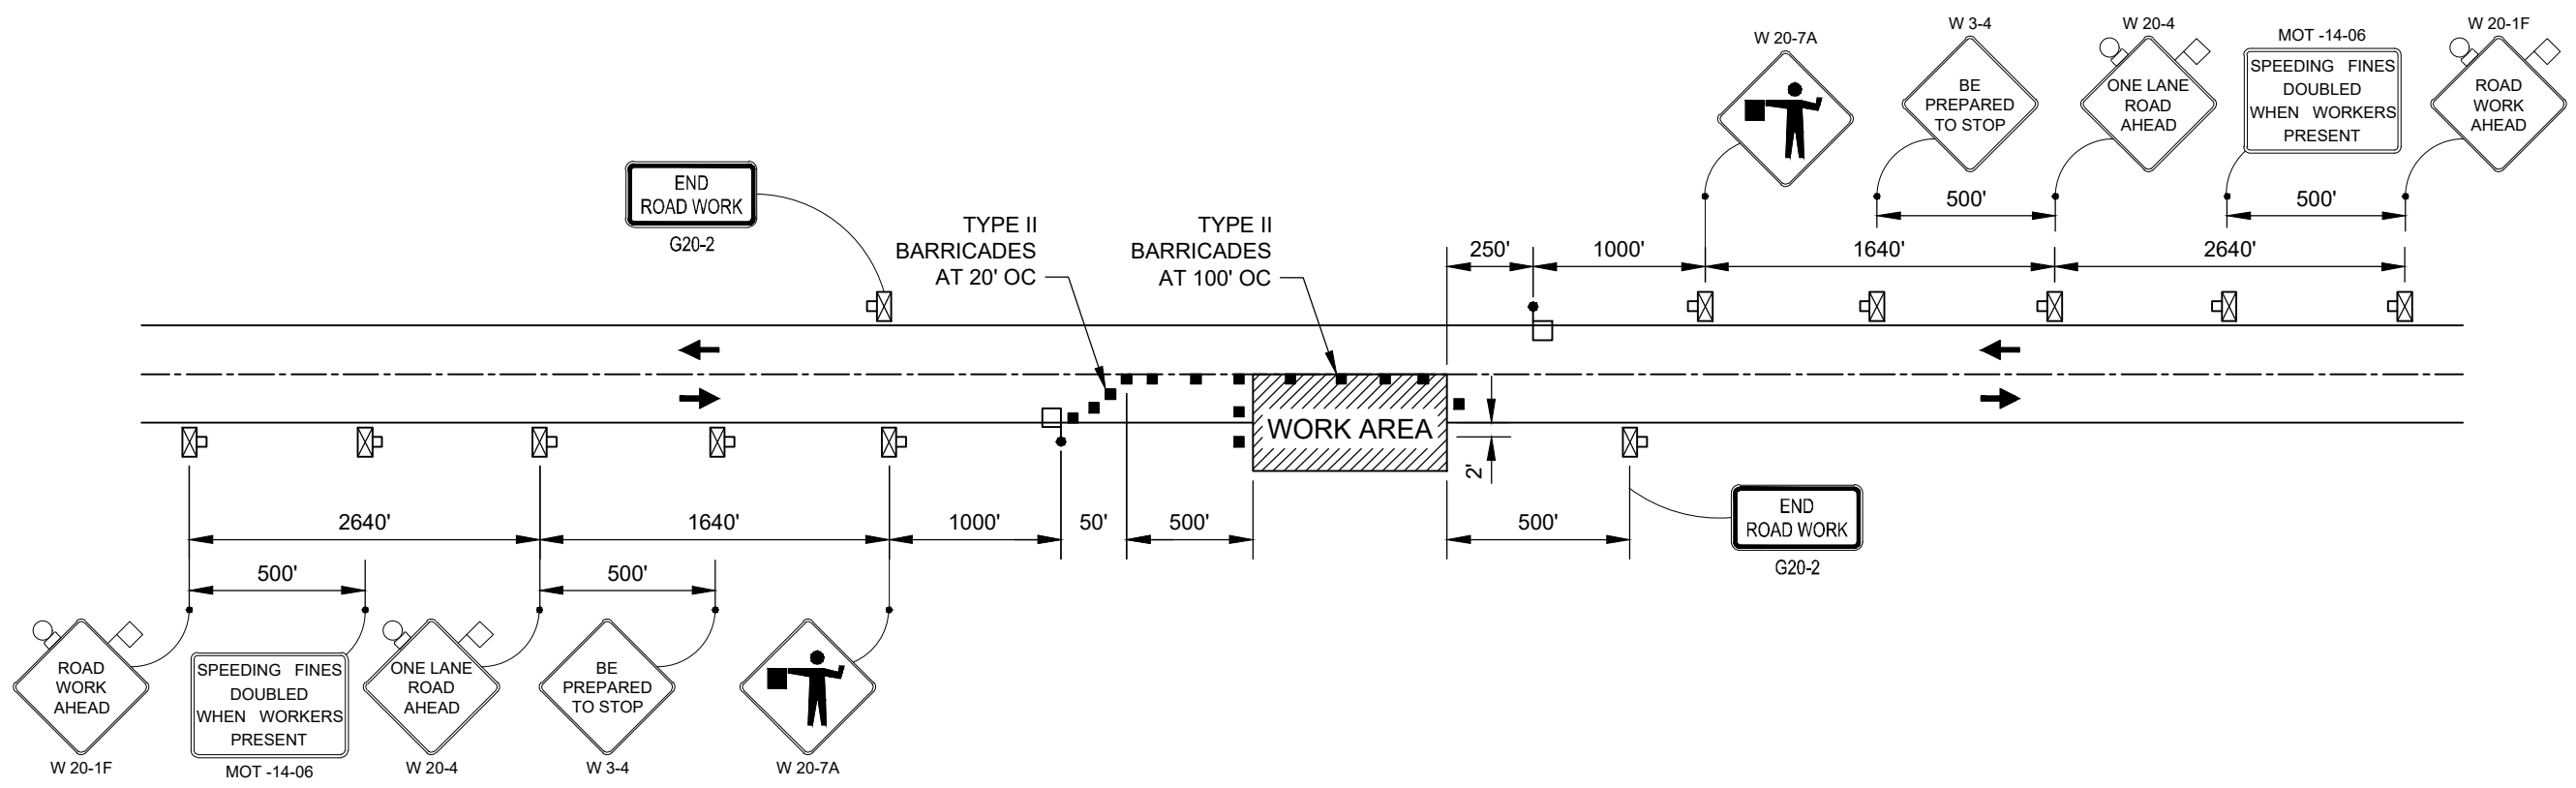 W 20-7A
W 3-4
BE
PREPARED
TO STOP
W 20-4
ONE LANE
ROAD
AHEAD
MOT -14-06
SPEEDING FINES
DOUBLED
WHEN WORKERS
PRESENT
W 20-1F
ROAD
WORK
AHEAD
500'
500'
END
ROAD WORK
G20-2
TYPE II
BARRICADES
AT 20' OC
TYPE II
BARRICADES
AT 100' OC
250'
1000'
1640'
2640'
WORK AREA
2'
2640'
1640'
1000'
50'
500'
500'
END
ROAD WORK
G20-2
500'
500'
ROAD
WORK
AHEAD
W 20-1F
SPEEDING FINES
DOUBLED
WHEN WORKERS
PRESENT
MOT -14-06
ONE LANE
ROAD
AHEAD
W 20-4
BE
PREPARED
TO STOP
W 3-4
W 20-7A